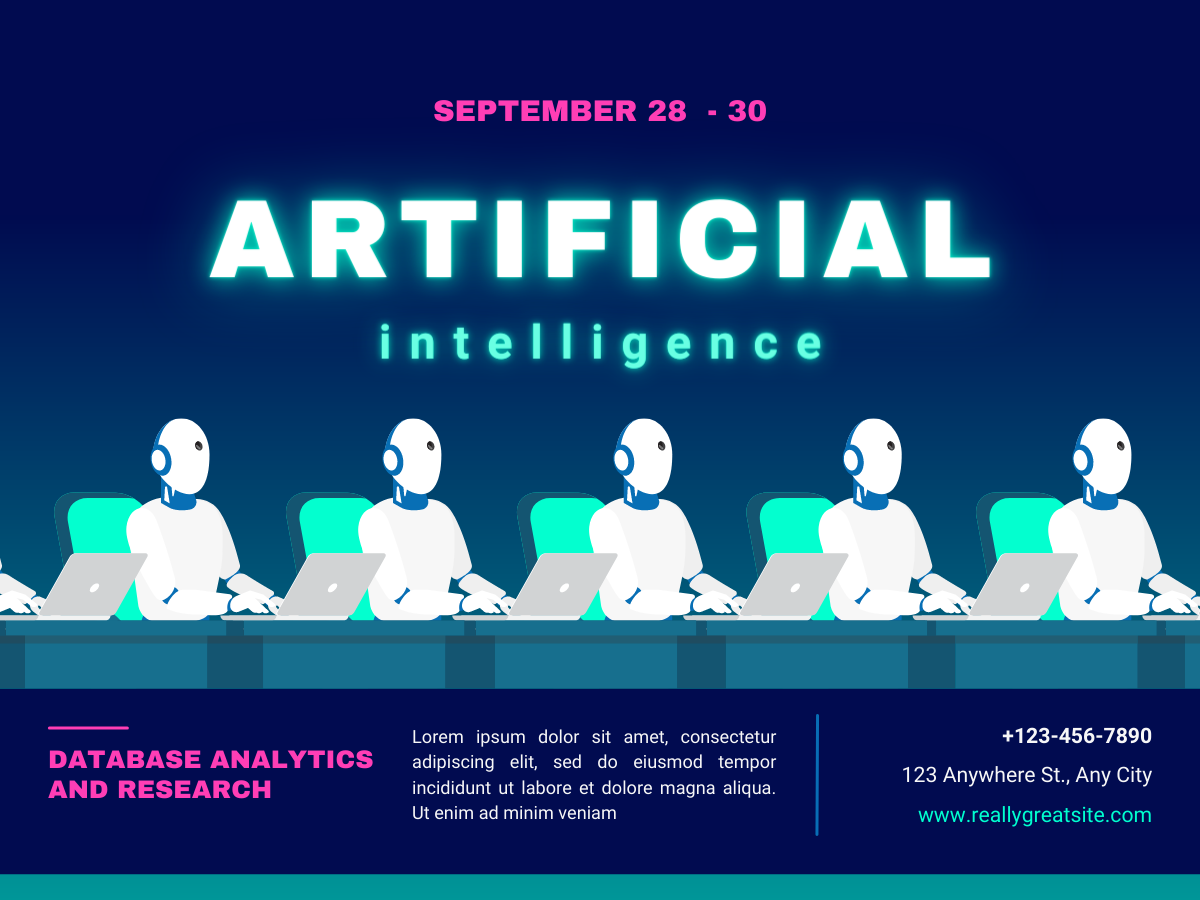 SEPTEMBER 28 - 30
ARTIFICIAL
intelligence
DATABASE ANALYTICS
AND RESEARCH
Lorem ipsum dolor sit amet, consectetur
adipiscing elit, sed do eiusmod tempor
incididunt ut labore et dolore magna aliqua.
Ut enim ad minim veniam
+123-456-7890
123 Anywhere St., Any City
www.reallygreatsite.com